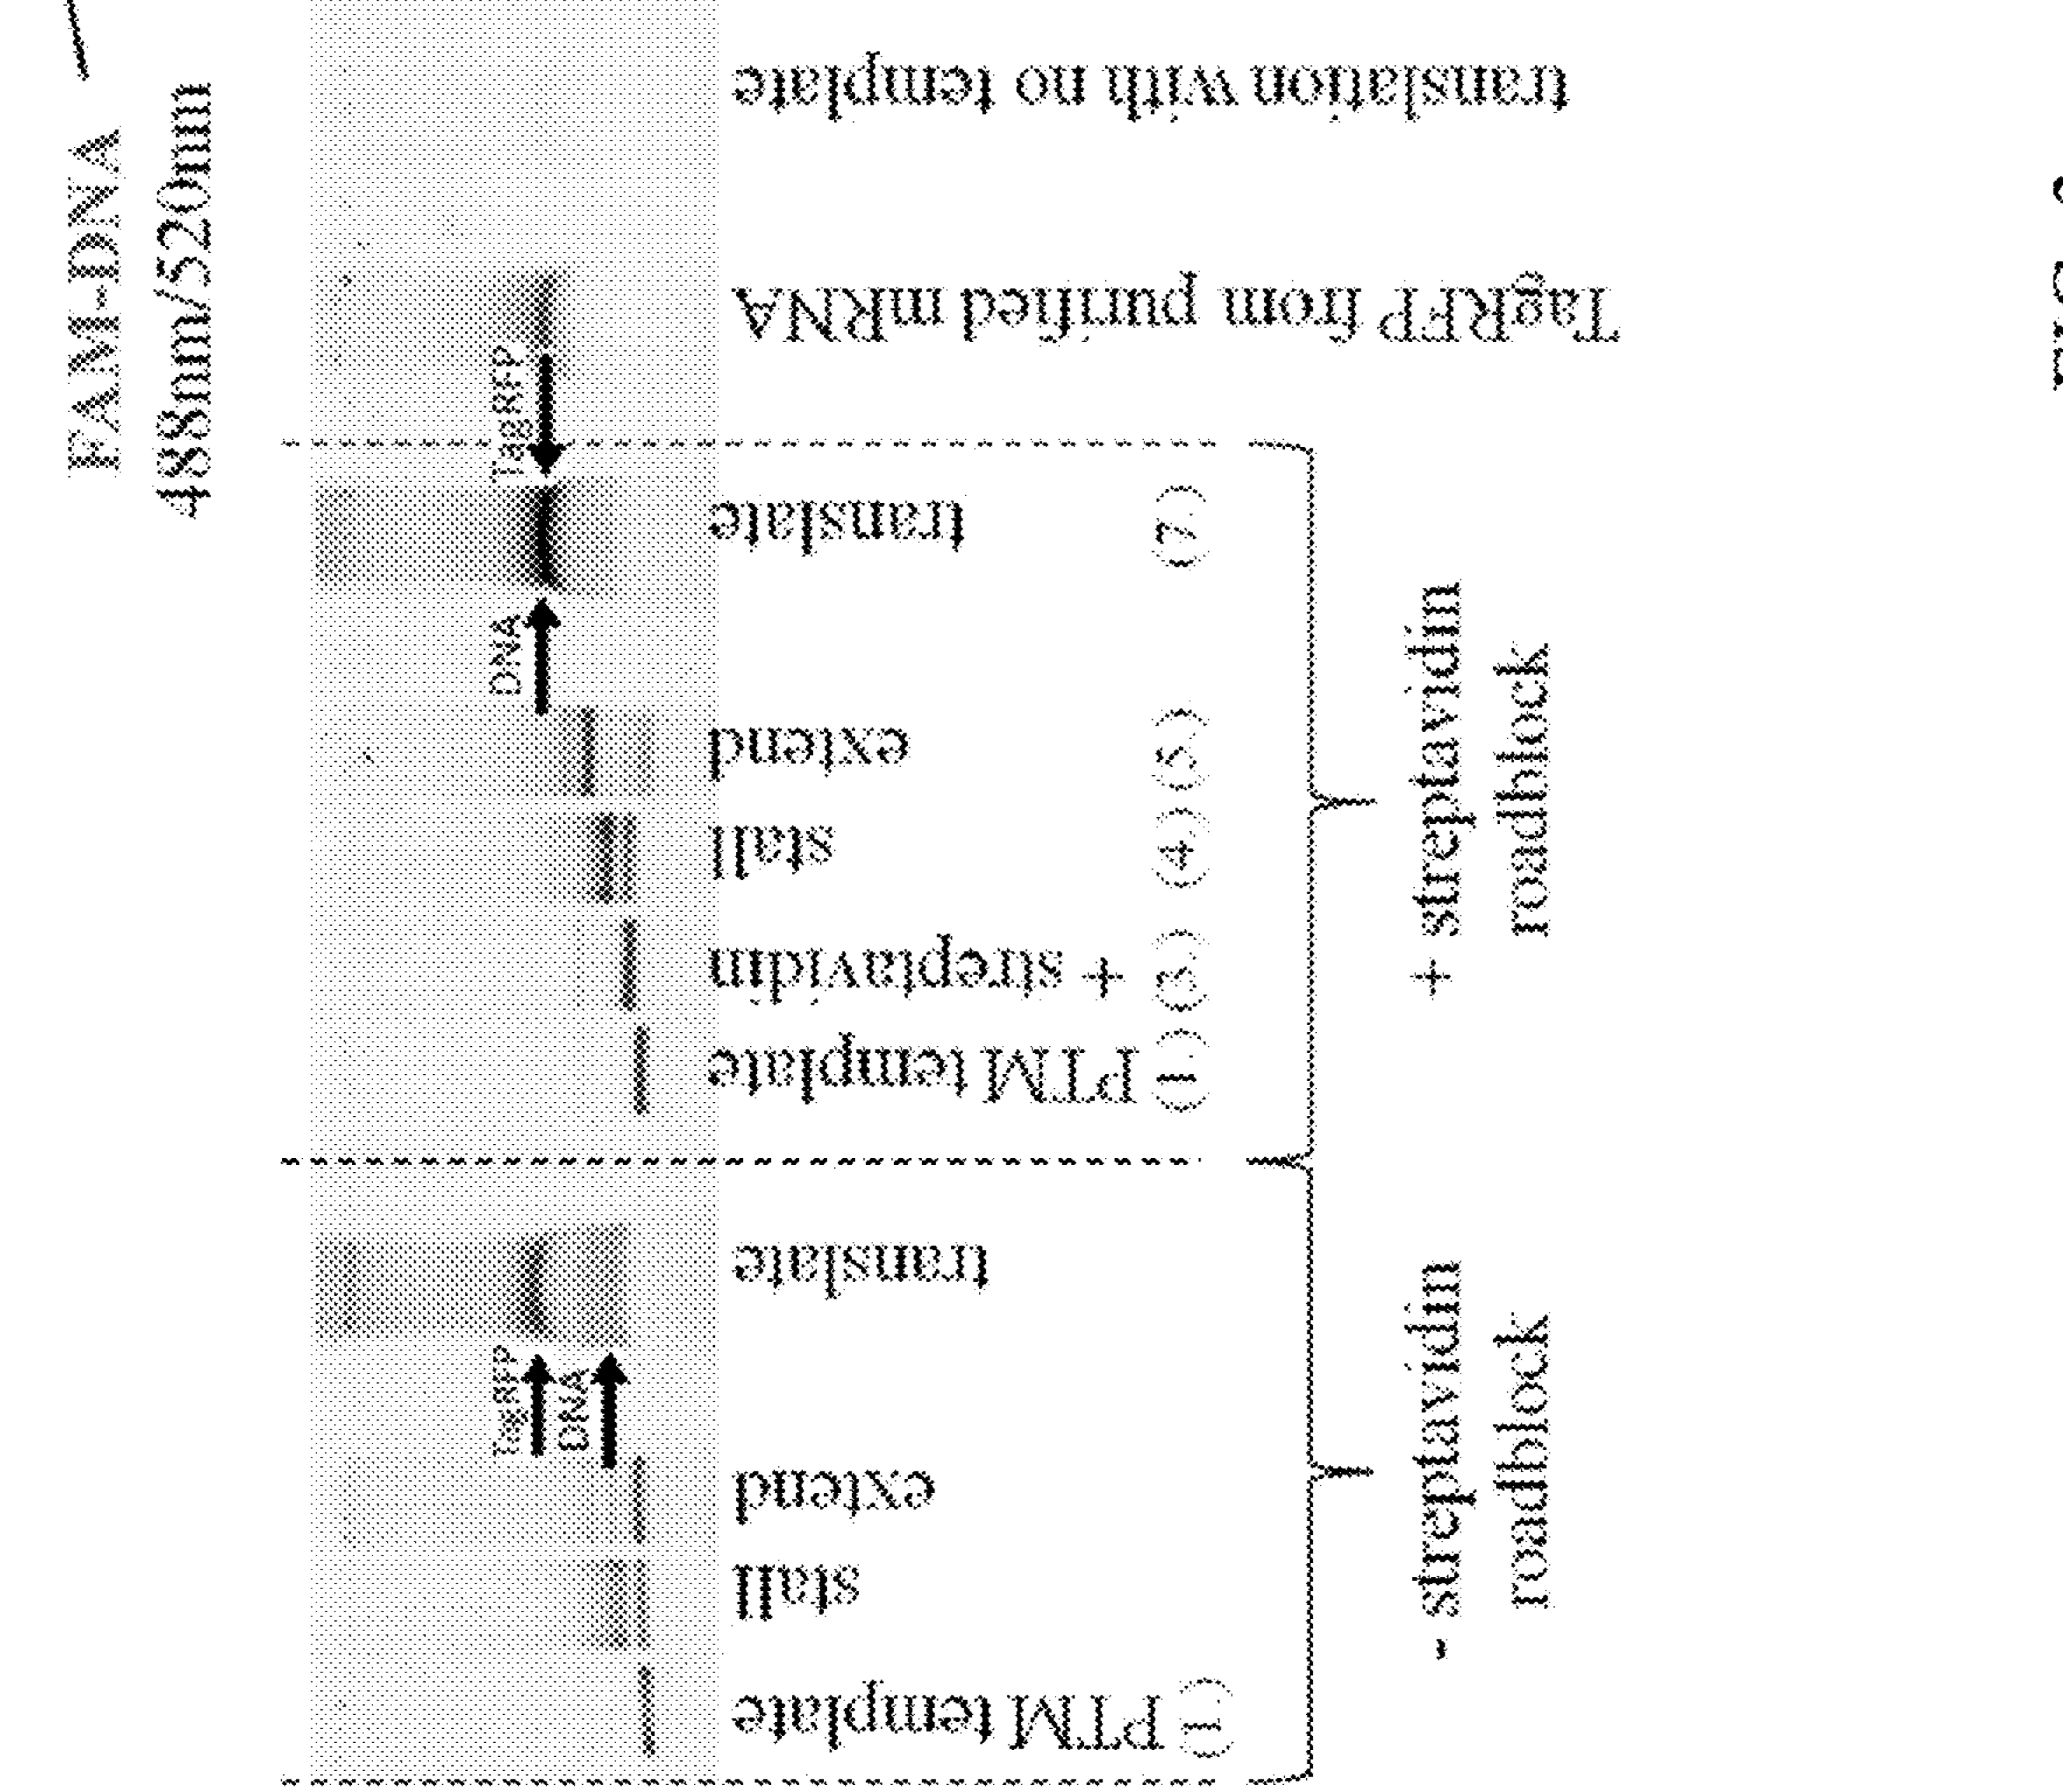 FAM-DNA
488nm/520nm
PTM template
stall
extend
translate
PTM template
+ streptavidin
stall
extend
translate
TagRFP from purified mRNA
translation with no template
TagRFP
DNA
DNA
TagRFP
(1.)
(1.)
(3.)
(4.)
(5.)
(7.)
- streptavidin
roadblock
+ streptavidin
roadblock